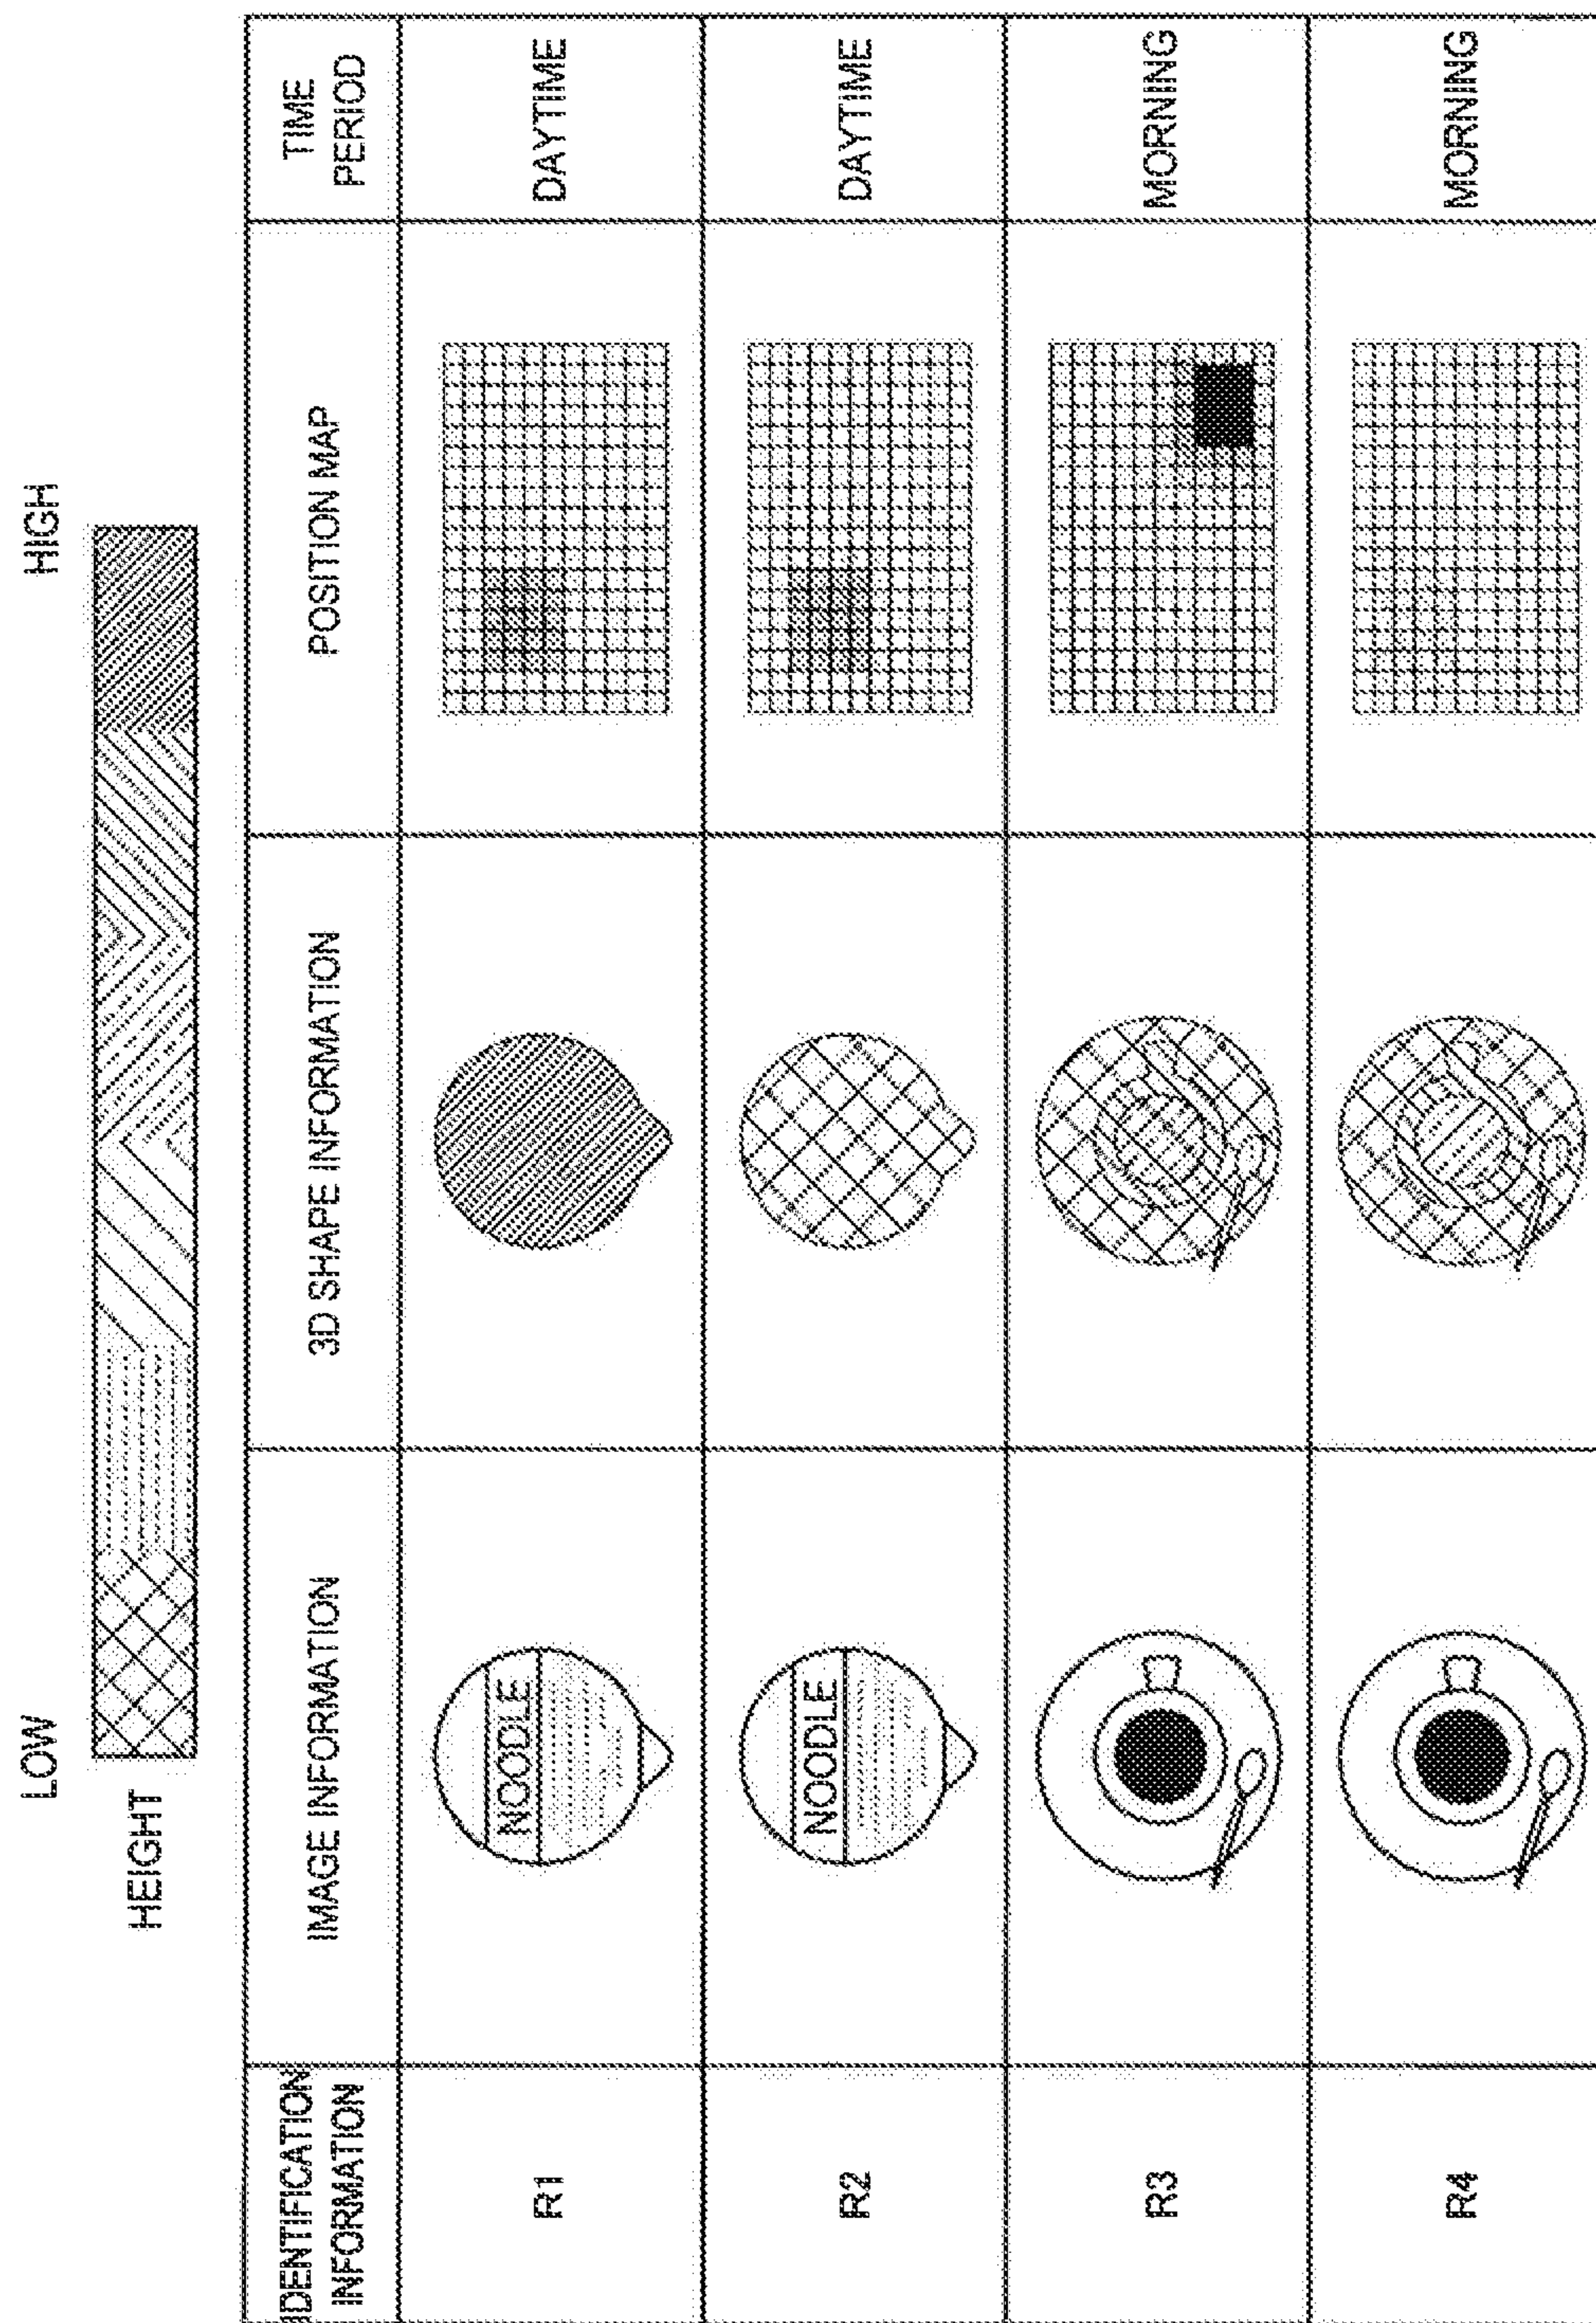 LOW
HIGH
HEIGHT
IDENTIFICATION
INFORMATION
IMAGE INFORMATION
3D SHAPE INFORMATION
POSITION MAP
TIME
PERIOD
R1
NOODLE
DAYTIME
R2
NOODLE
DAYTIME
R3
MORNING
R4
MORNING